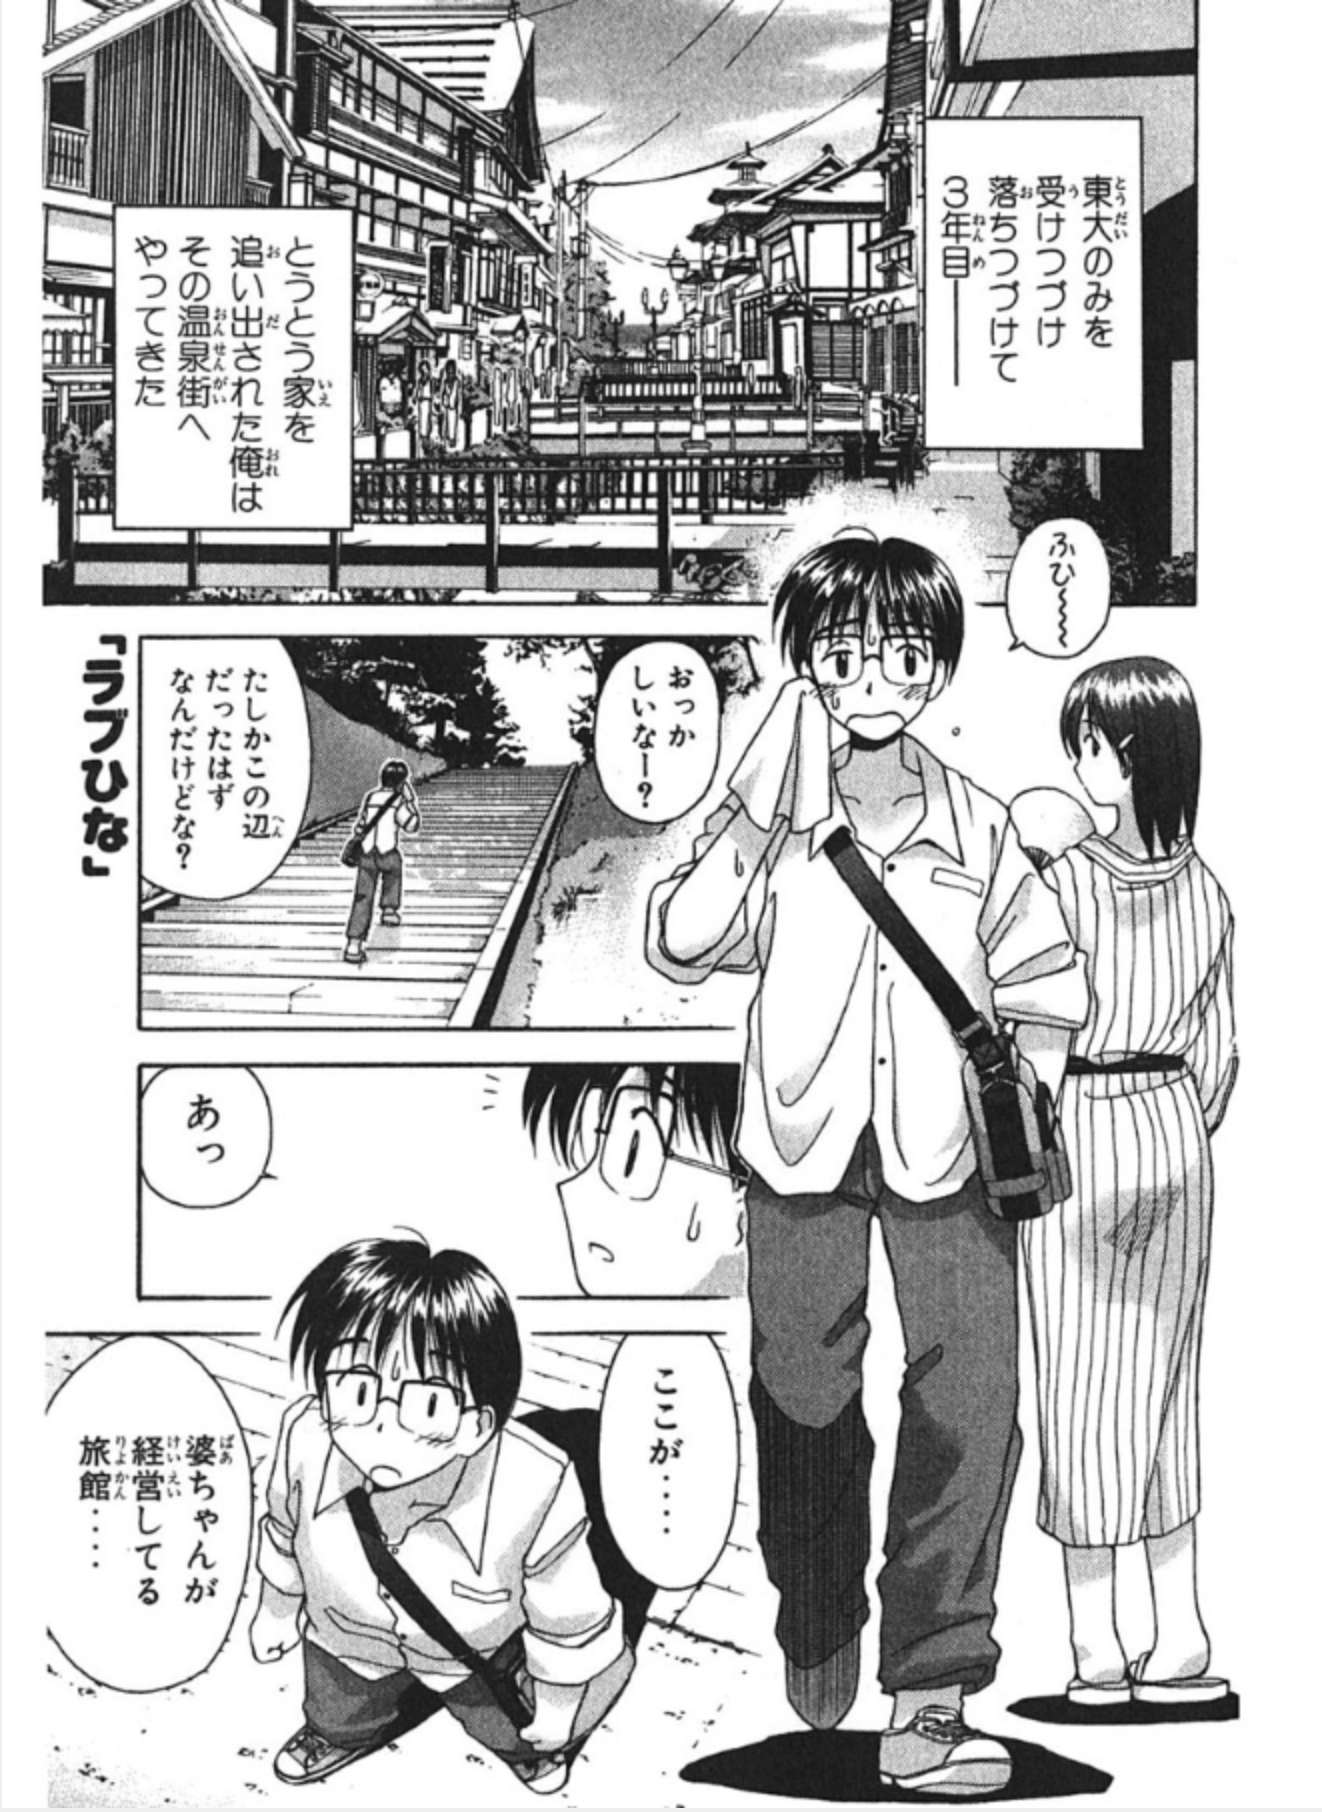 東大のみを
受けつづけ
落ちつづけて
3年目――
とうとう家を
追い出された俺は
その温泉街へ
やってきた
ふひ〜〜〜
おっか
しいなー?
たしかこの辺
だったはず
なんだけどな?
「ラブひな」
あっ
ここが‥‥
婆ちゃんが
経営してる
旅館‥‥